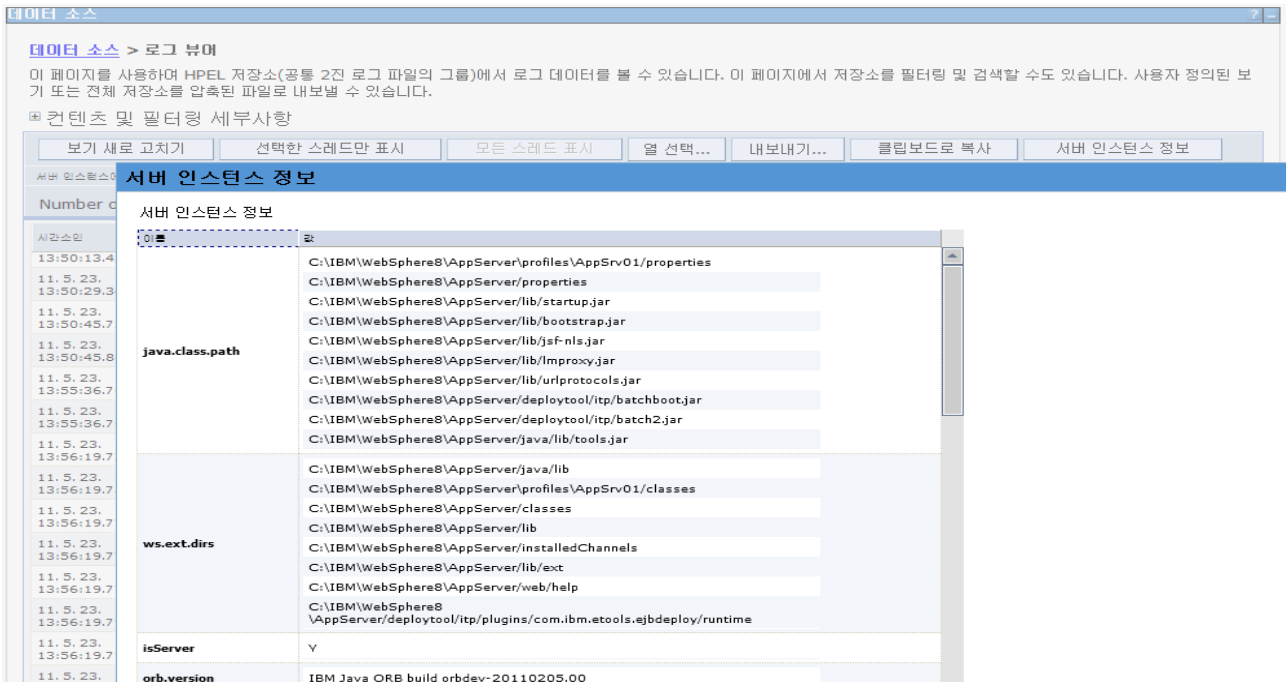 데이터 소스
? –
데이터 소스 > 로그 뷰어
이 페이지를 사용하여 HPEL 저장소(공통 2진 로그 파일의 그룹)에서 로그 데이터를 볼 수 있습니다. 이 페이지에서 저장소를 필터링 및 검색할 수도 있습니다. 사용자 정의된 보
기 또는 전체 저장소를 압축된 파일로 내보낼 수 있습니다.
컨텐츠 및 필터링 세부사항
보기 새로 고치기 선택한 스레드만 표시 모든 스레드 표시 열 선택... 내보내기... 클립보드로 복사 서버 인스턴스 정보
서버 인스턴스
서버 인스턴스 정보
Number
서버 인스턴스 정보
시간소인
이름 값
13:50:13.4
11. 5. 23.
13:50:29.3
11. 5. 23.
13:50:45.7
11. 5. 23.
13:50:45.8
11. 5. 23.
13:55:36.7
11. 5. 23.
13:55:36.7
11. 5. 23.
13:56:19.7
11. 5. 23.
13:56:19.7
11. 5. 23.
13:56:19.7
11. 5. 23.
13:56:19.7
11. 5. 23.
13:56:19.7
11. 5. 23.
13:56:19.7
11. 5. 23.
13:56:19.7
11. 5. 23.
java.class.path
C:\IBM\WebSphere8\AppServer\profiles\AppSrv01/properties
C:\IBM\WebSphere8\AppServer/properties
C:\IBM\WebSphere8\AppServer/lib/startup.jar
C:\IBM\WebSphere8\AppServer/lib/bootstrap.jar
C:\IBM\WebSphere8\AppServer/lib/jsf-nls.jar
C:\IBM\WebSphere8\AppServer/lib/lmproxy.jar
C:\IBM\WebSphere8\AppServer/lib/urlprotocols.jar
C:\IBM\WebSphere8\AppServer/deploytool/itp/batchboot.jar
C:\IBM\WebSphere8\AppServer/deploytool/itp/batch2.jar
C:\IBM\WebSphere8\AppServer/java/lib/tools.jar
ws.ext.dirs
C:\IBM\WebSphere8\AppServer/java/lib
C:\IBM\WebSphere8\AppServer\profiles\AppSrv01/classes
C:\IBM\WebSphere8\AppServer/classes
C:\IBM\WebSphere8\AppServer/lib
C:\IBM\WebSphere8\AppServer/installedChannels
C:\IBM\WebSphere8\AppServer/lib/ext
C:\IBM\WebSphere8\AppServer/web/help
C:\IBM\WebSphere8
\AppServer/deploytool/itp/plugins/com.ibm.etools.ejbdeploy/runtime
isServer Y
orb.version IBM Java ORB build orbdev-20110205.00